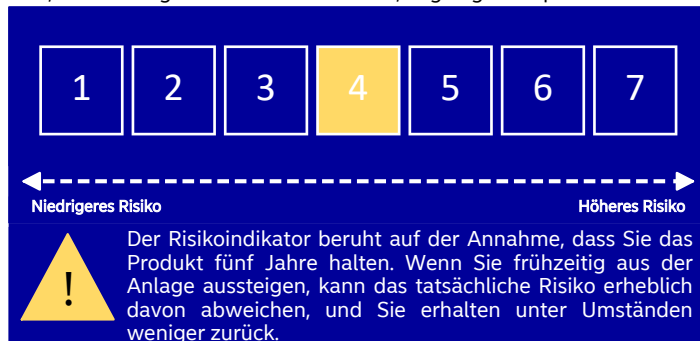 1 2 3 4 5 6 7
Niedrigeres Risiko Höheres Risiko
Der Risikoindikator beruht auf der Annahme, dass Sie das
! Produkt fünf Jahre halten. Wenn Sie frühzeitig aus der
Anlage aussteigen, kann das tatsächliche Risiko erheblich
davon abweichen, und Sie erhalten unter Umständen
weniger zurück.